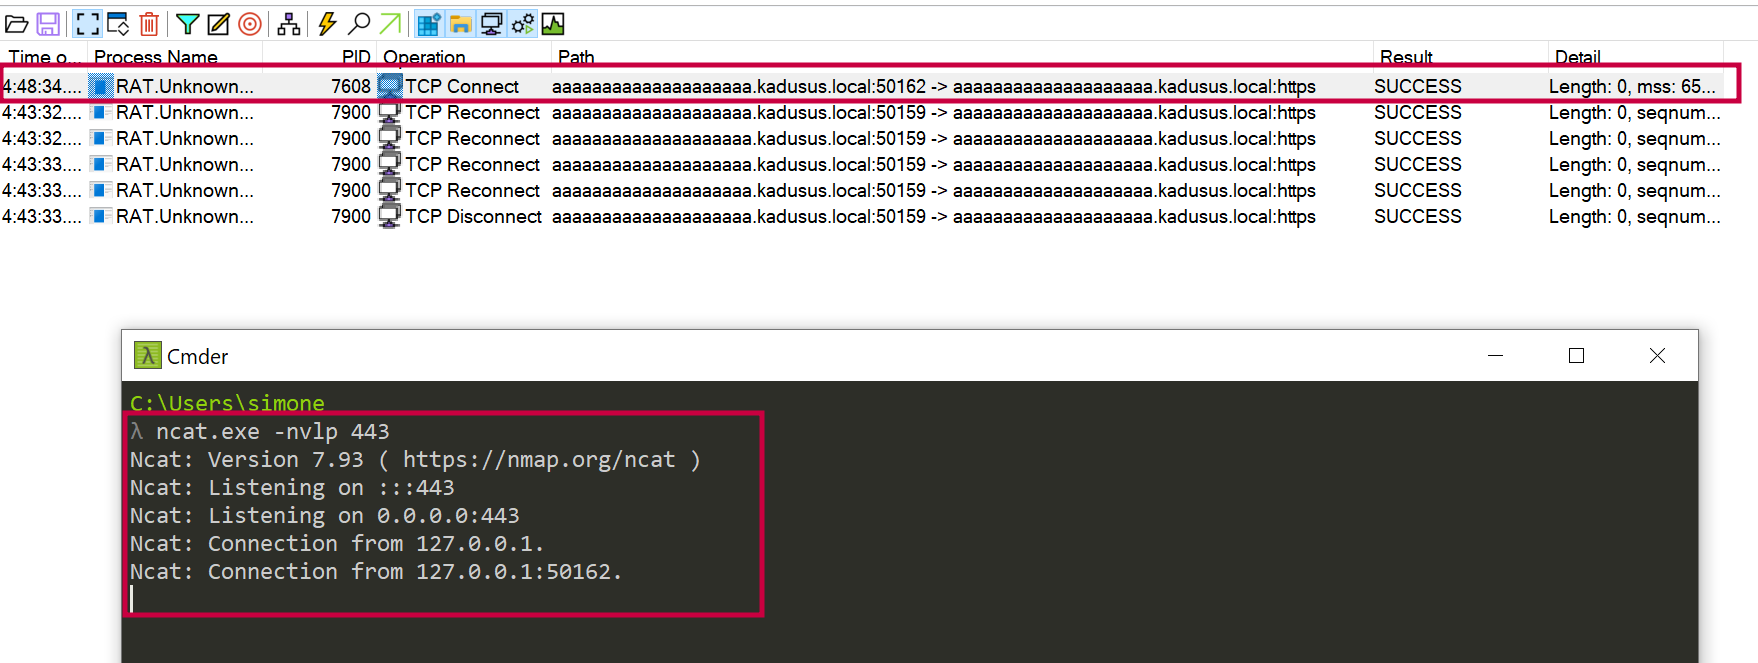 Time o... Process Name PID Operation Path Result Detail
4:48:34.... RAT.Unknown... 7608 TCP Connect aaaaaaaaaaaaaaaaaaaa.kadusus.local:50162 -> aaaaaaaaaaaaaaaaaaaa.kadusus.local:https SUCCESS Length: 0, mss: 65...
4:43:32.... RAT.Unknown... 7900 TCP Reconnect aaaaaaaaaaaaaaaaaaaa.kadusus.local:50159 -> aaaaaaaaaaaaaaaaaaaa.kadusus.local:https SUCCESS Length: 0, seqnum...
4:43:32.... RAT.Unknown... 7900 TCP Reconnect aaaaaaaaaaaaaaaaaaaa.kadusus.local:50159 -> aaaaaaaaaaaaaaaaaaaa.kadusus.local:https SUCCESS Length: 0, seqnum...
4:43:33.... RAT.Unknown... 7900 TCP Reconnect aaaaaaaaaaaaaaaaaaaa.kadusus.local:50159 -> aaaaaaaaaaaaaaaaaaaa.kadusus.local:https SUCCESS Length: 0, seqnum...
4:43:33.... RAT.Unknown... 7900 TCP Reconnect aaaaaaaaaaaaaaaaaaaa.kadusus.local:50159 -> aaaaaaaaaaaaaaaaaaaa.kadusus.local:https SUCCESS Length: 0, seqnum...
4:43:33.... RAT.Unknown... 7900 TCP Disconnect aaaaaaaaaaaaaaaaaaaa.kadusus.local:50159 -> aaaaaaaaaaaaaaaaaaaa.kadusus.local:https SUCCESS Length: 0, seqnum...
λ Cmder
C:\Users\simone
λ ncat.exe -nvlp 443
Ncat: Version 7.93 ( https://nmap.org/ncat )
Ncat: Listening on :::443
Ncat: Listening on 0.0.0.0:443
Ncat: Connection from 127.0.0.1.
Ncat: Connection from 127.0.0.1:50162.